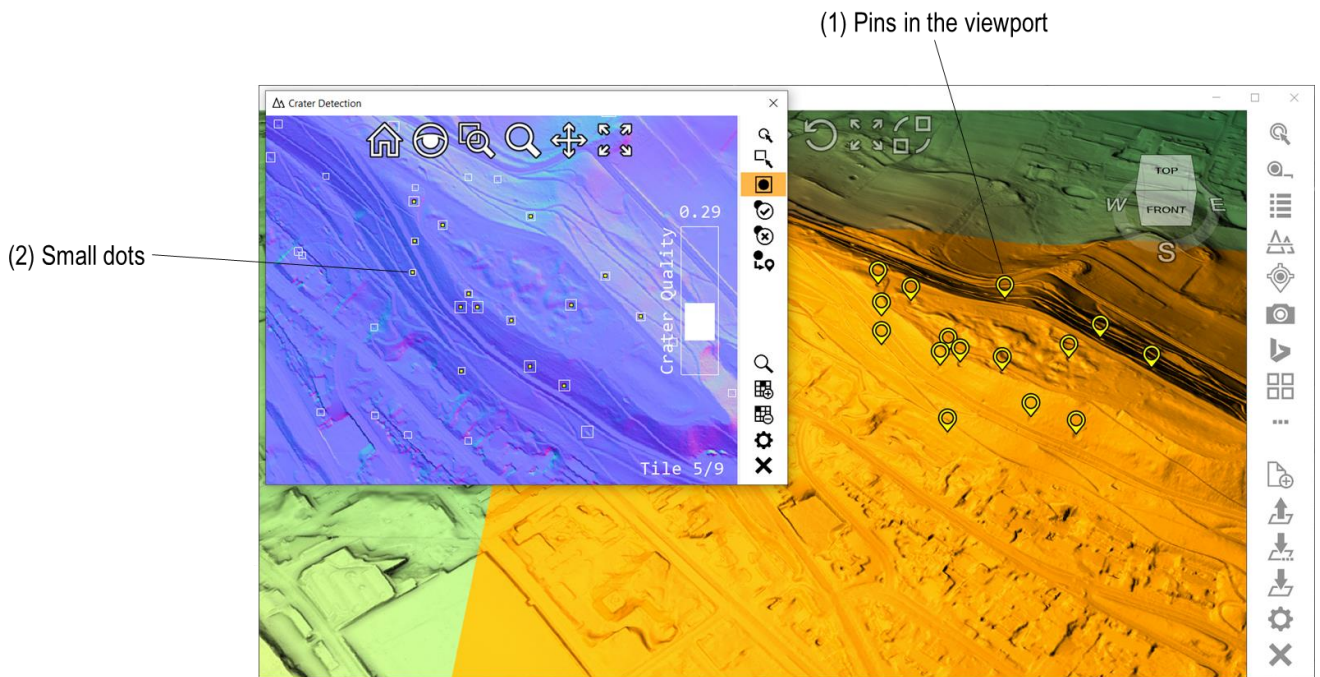 (1) Pins in the viewport
Crater Detection
(2) Small dots
0.29
Crater Quality
Tile 5/9
TOP
FRONT
W
E
S